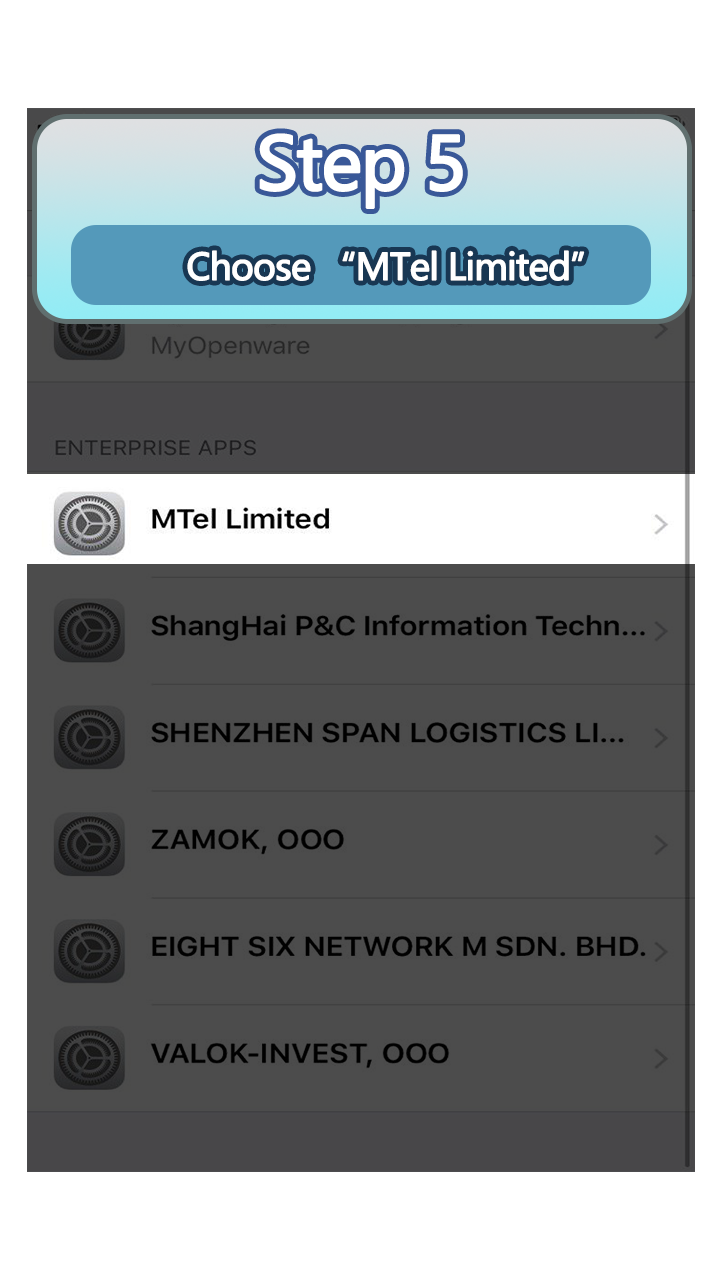 Step 5
Choose “MTel Limited”
MyOpenware
ENTERPRISE APPS
MTel Limited
ShangHai P&C Information Techn...
SHENZHEN SPAN LOGISTICS LI...
ZAMOK, OOO
EIGHT SIX NETWORK M SDN. BHD.
VALOK-INVEST, OOO